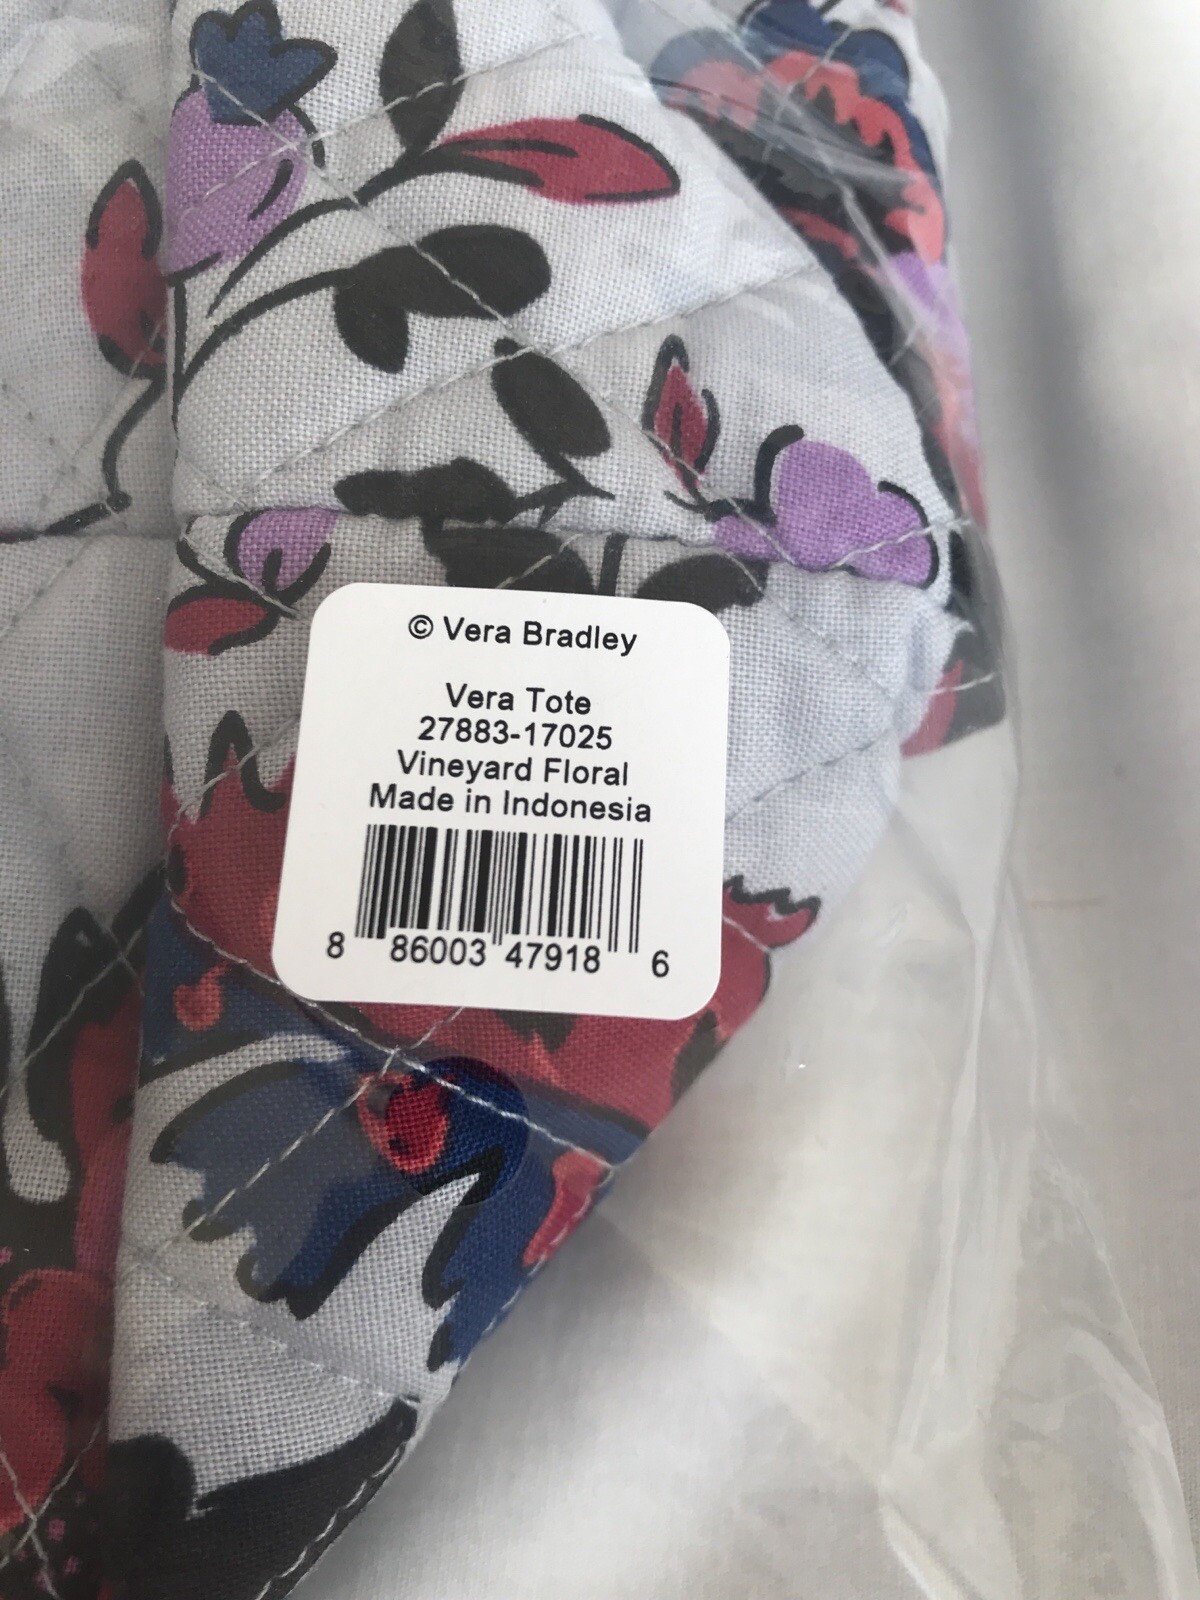 © Vera Bradley
Vera Tote
27883-17025
Vineyard Floral
Made in Indonesia
8 86003 47918 6